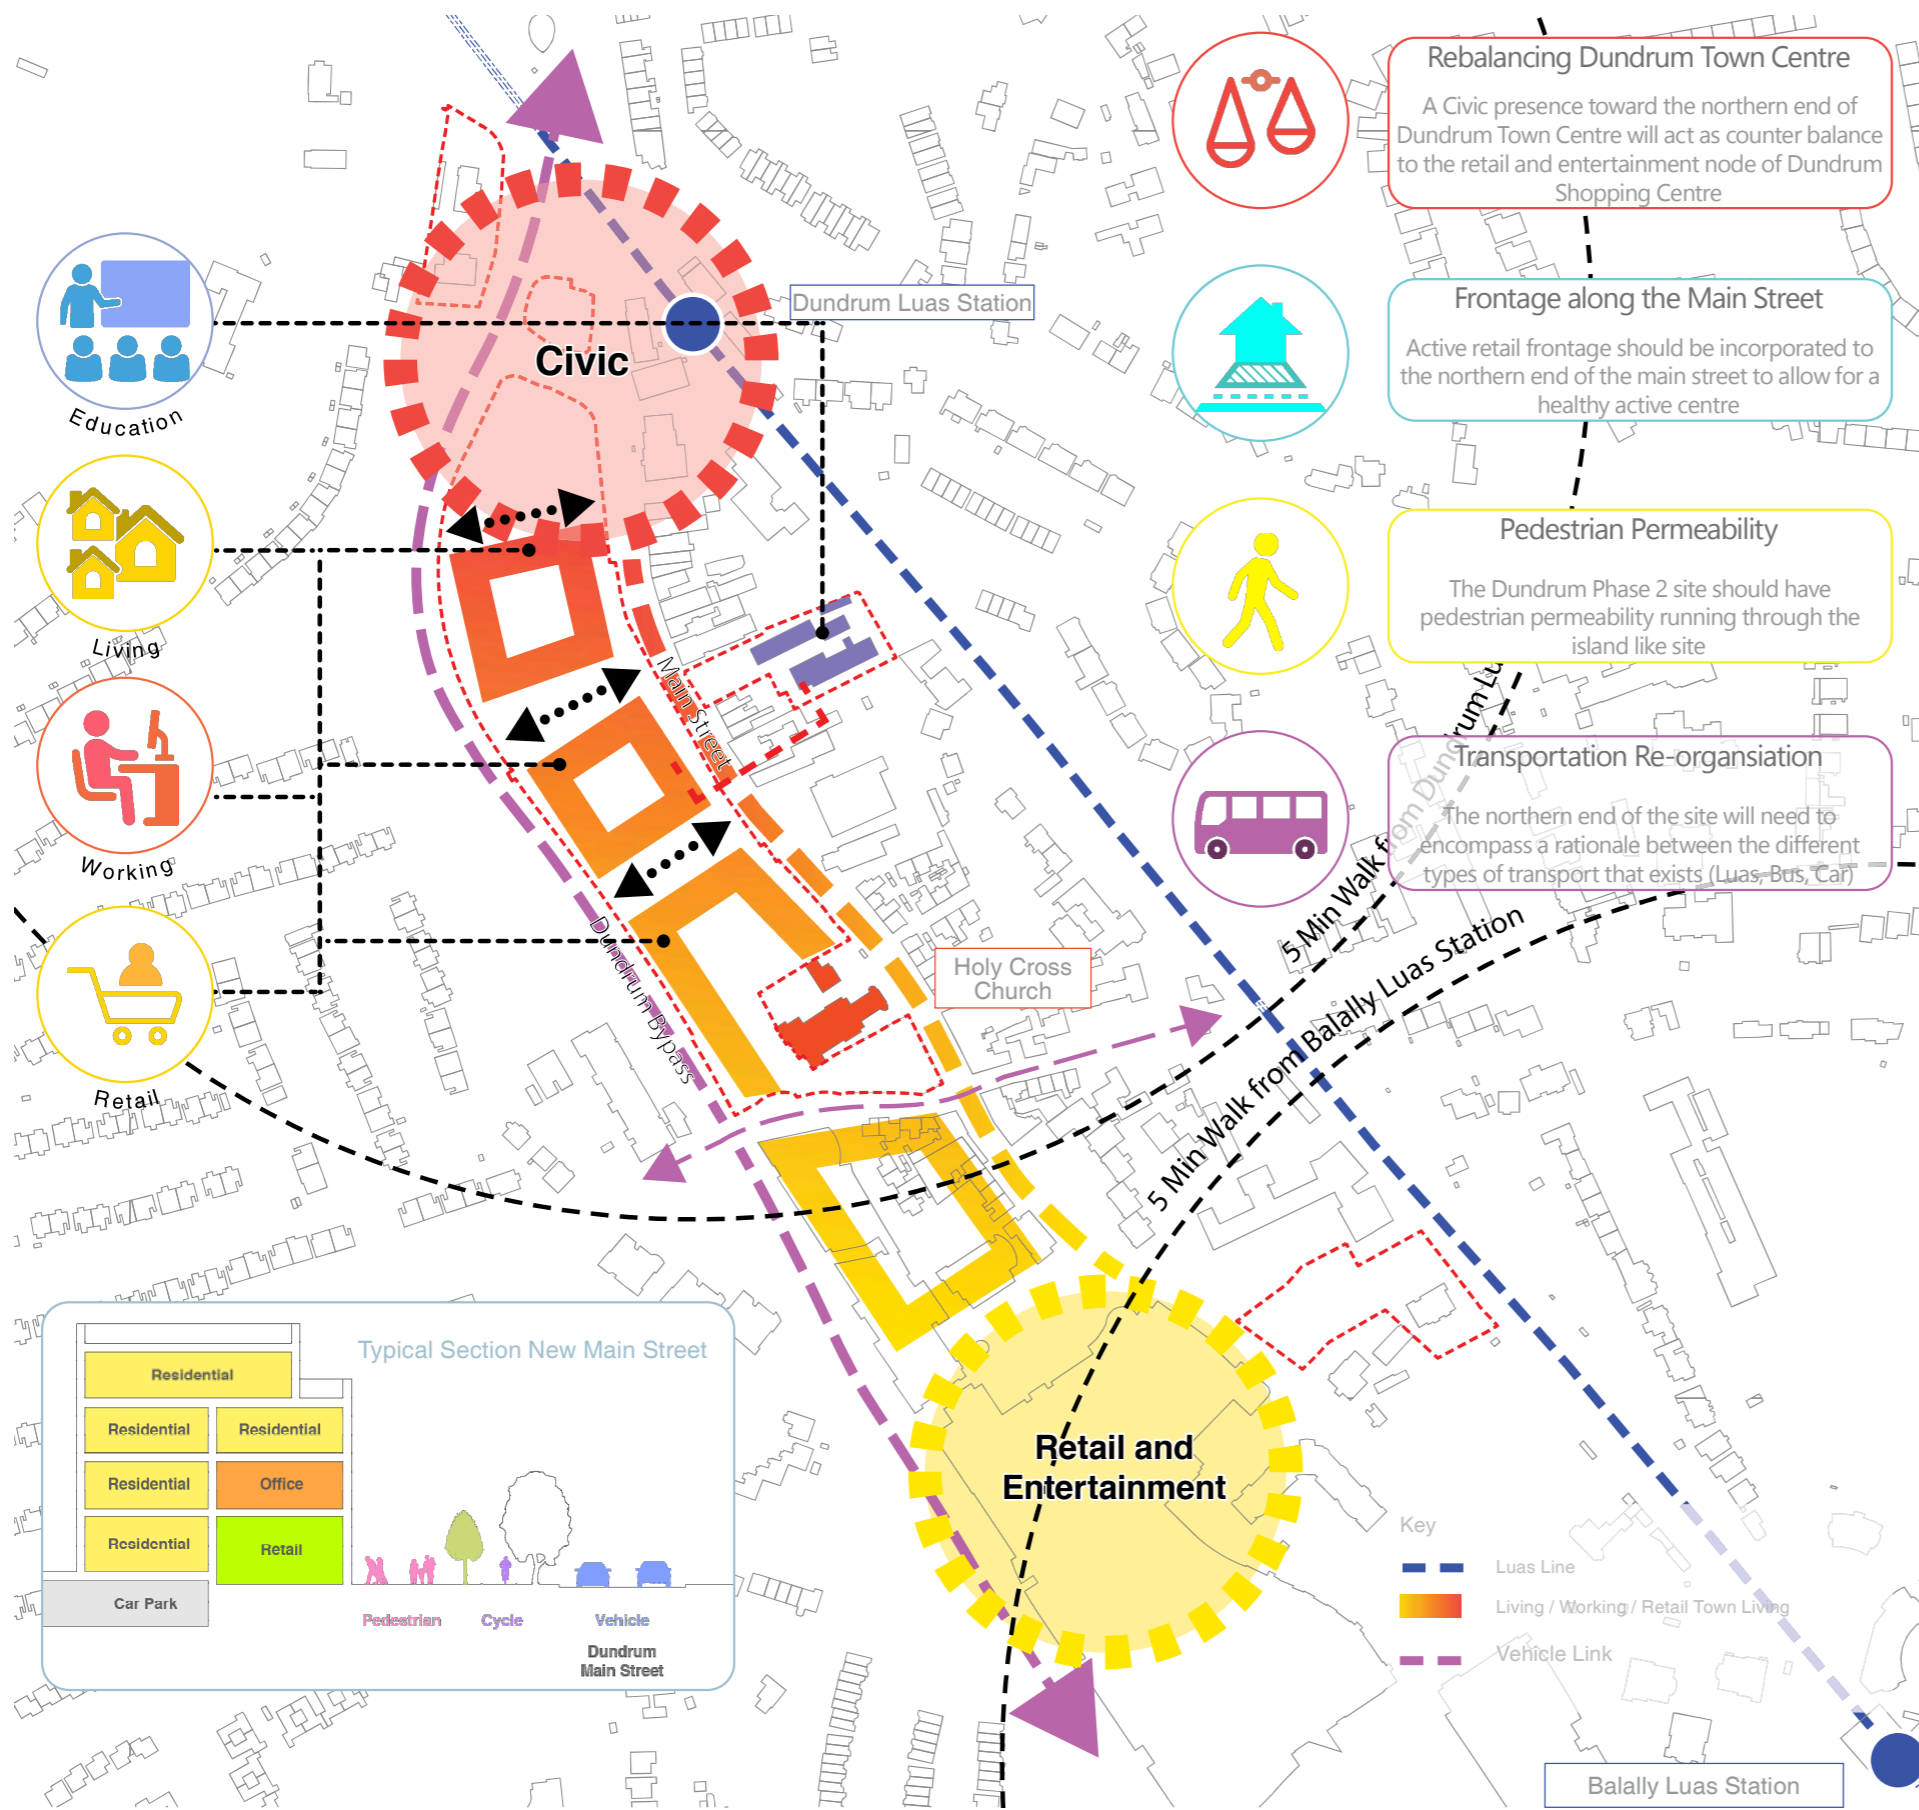 Rebalancing Dundrum Town Centre
A Civic presence toward the northern end of
Dundrum Town Centre will act as counter balance
to the retail and entertainment node of Dundrum
Shopping Centre
Education
Dundrum Luas Station
Civic
Frontage along the Main Street
Active retail frontage should be incorporated to
the northern end of the main street to allow for a
healthy active centre
Living
Pedestrian Permeability
The Dundrum Phase 2 site should have
pedestrian permeability running through the
island like site
Main Street
Working
Transportation Re-organsiation
The northern end of the site will need to
encompass a rationale between the different
types of transport that exists (Luas, Bus, Car)
5 Min Walk from Dundrum Lu
Retail
Dundrum Bypass
Holy Cross
Church
5 Min Walk from Balally Luas Station
Typical Section New Main Street
Residential
Residential
Residential
Residential
Office
Residential
Retail
Car Park
Pedestrian
Cycle
Vehicle
Dundrum
Main Street
Retail and
Entertainment
Key
Luas Line
Living / Working / Retail Town Living
Vehicle Link
Balally Luas Station